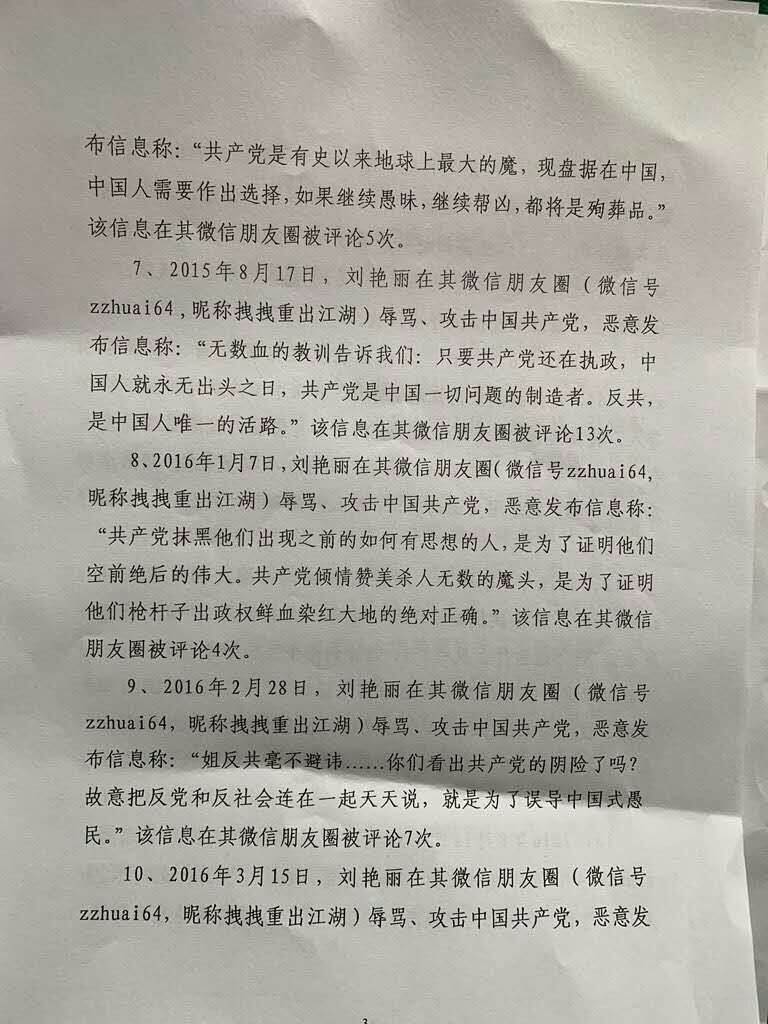 布信息称：“共产党是有史以来地球上最大的魔，现盘据在中国，
中国人需要作出选择，如果继续愚昧，继续帮凶，都将是殉葬品。”
该信息在其微信朋友圈被评论5次。
7、2015年8月17日，刘艳丽在其微信朋友圈（微信号
zzhuai64,昵称拽拽重出江湖）辱骂、攻击中国共产党，恶意发
布信息称：“无数血的教训告诉我们：只要共产党还在执政，中
国人就永无出头之日，共产党是中国一切问题的制造者。反共，
是中国人唯一的活路。”该信息在其微信朋友圈被评论13次。
8、2016年1月7日，刘艳丽在其微信朋友圈（微信号zzhuai64,
昵称拽拽重出江湖）辱骂、攻击中国共产党，恶意发布信息称：
“共产党抹黑他们出现之前的如何有思想的人，是为了证明他们
空前绝后的伟大。共产党倾情赞美杀人无数的魔头，是为了证明
他们枪杆子出政权鲜血染红大地的绝对正确。”该信息在其微信
朋友圈被评论4次。
9、2016年2月28日，刘艳丽在其微信朋友圈（微信号
zzhuai64，昵称拽拽重出江湖）辱骂、攻击中国共产党，恶意发
布信息称：“姐反共毫不避讳……你们看出共产党的阴险了吗？
故意把反党和反社会连在一起天天说，就是为了误导中国式愚
民。”该信息在其微信朋友圈被评论7次。
10、2016年3月15日，刘艳丽在其微信朋友圈（微信号
zzhuai64，昵称拽拽重出江湖）辱骂、攻击中国共产党，恶意发
3